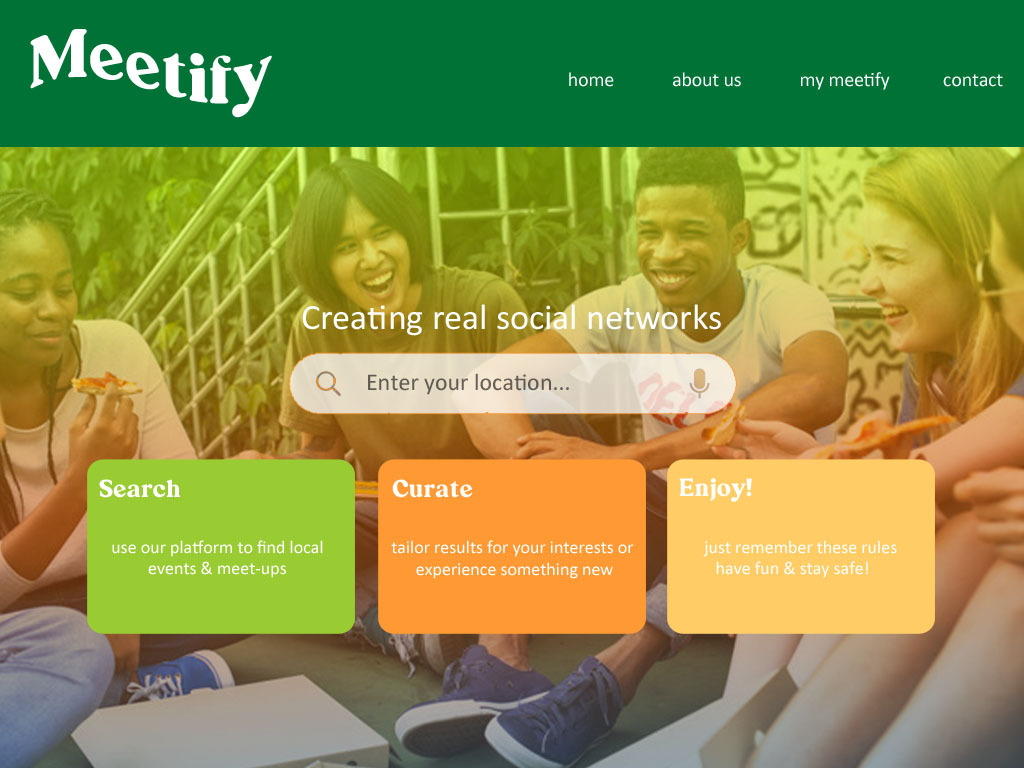 Meetify
home about us my meetify contact
Creating real social networks
Enter your location...
Search
use our platform to find local
events & meet-ups
Curate
tailor results for your interests or
experience something new
Enjoy!
just remember these rules
have fun & stay safe!